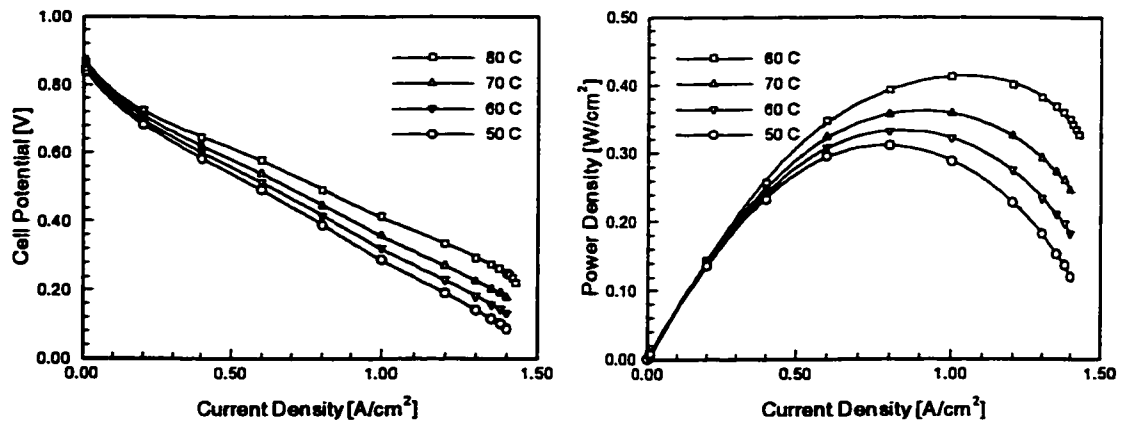 1.00
0.80
0.60
0.40
0.20
0.00
Cell Potential [V]
80 C
70 C
60 C
50 C
0.00 0.50 1.00 1.50
Current Density [A/cm²]
0.50
0.40
0.30
0.20
0.10
0.00
Power Density [W/cm²]
60 C
70 C
60 C
50 C
0.00 0.50 1.00 1.50
Current Density [A/cm²]